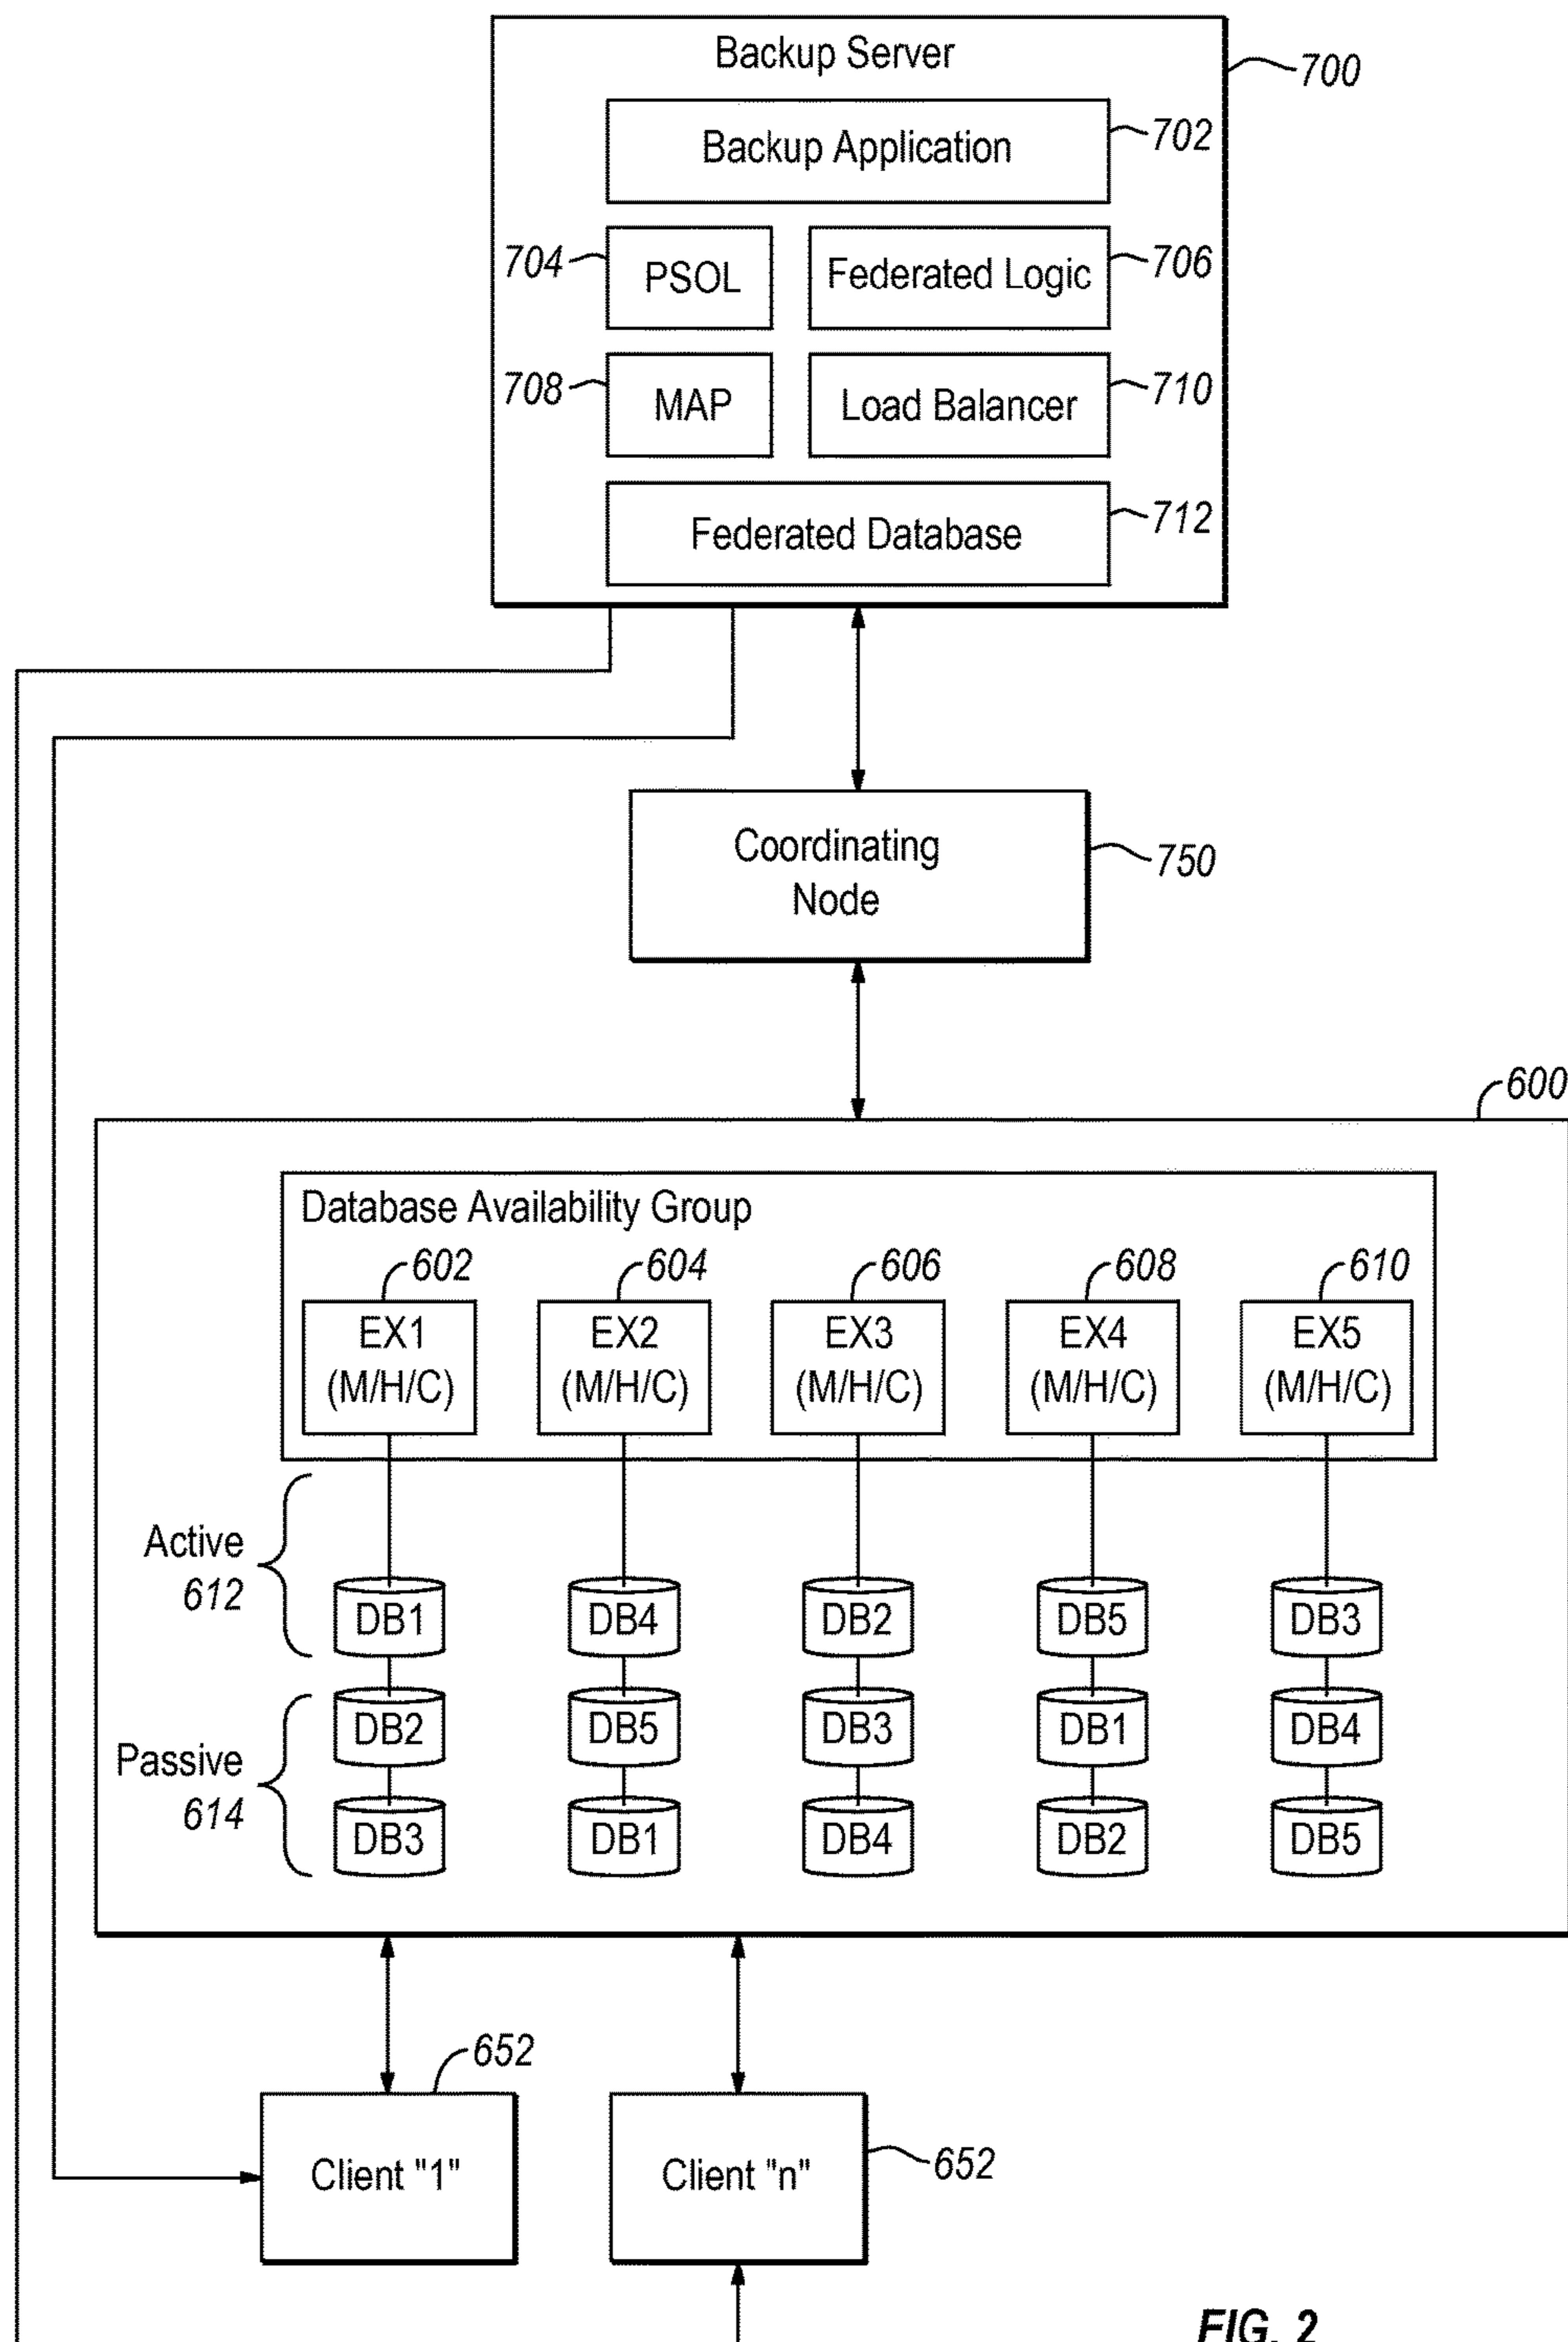 Backup Server
700
Backup Application
702
704
PSOL
Federated Logic
706
708
MAP
Load Balancer
710
Federated Database
712
Coordinating
Node
750
600
Database Availability Group
602
604
606
608
610
EX1
(M/H/C)
EX2
(M/H/C)
EX3
(M/H/C)
EX4
(M/H/C)
EX5
(M/H/C)
Active
612
DB1
DB4
DB2
DB5
DB3
Passive
614
DB2
DB5
DB3
DB1
DB4
DB3
DB1
DB4
DB2
DB5
652
Client "1"
Client "n"
652
FIG. 2